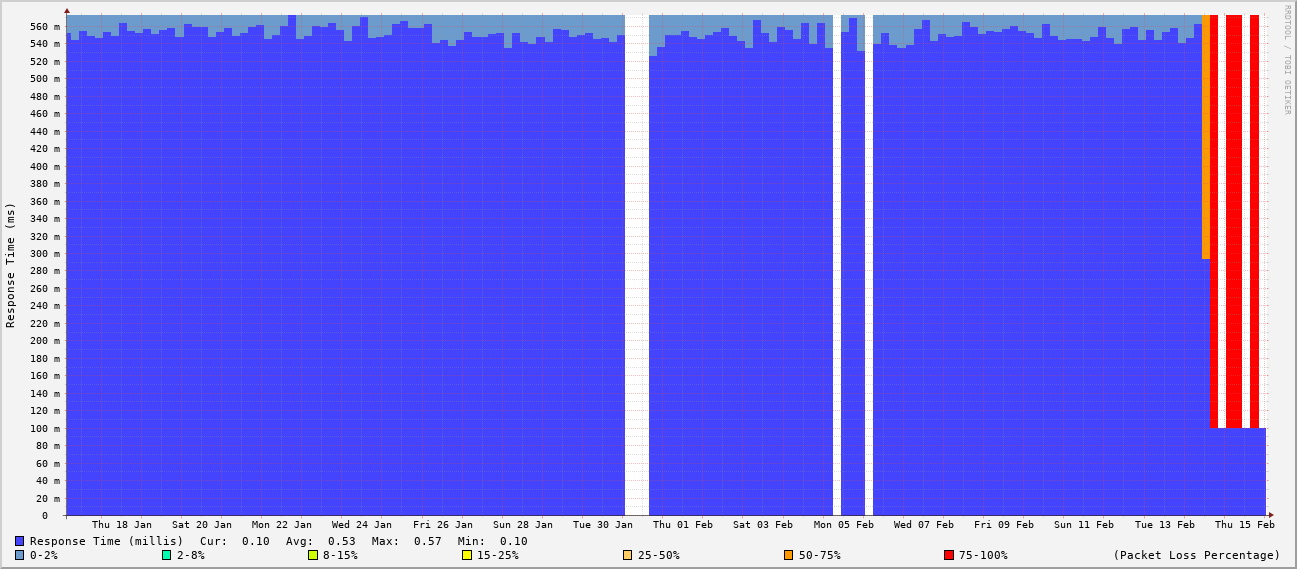 RRDTOOL / TOBI OETIKER
Response Time (ms)
560 m
540 m
520 m
500 m
480 m
460 m
440 m
420 m
400 m
380 m
360 m
340 m
320 m
300 m
280 m
260 m
240 m
220 m
200 m
180 m
160 m
140 m
120 m
100 m
80 m
60 m
40 m
20 m
0
Thu 18 Jan Sat 20 Jan Mon 22 Jan Wed 24 Jan Fri 26 Jan Sun 28 Jan Tue 30 Jan Thu 01 Feb Sat 03 Feb Mon 05 Feb Wed 07 Feb Fri 09 Feb Sun 11 Feb Tue 13 Feb Thu 15 Feb
Response Time (millis) Cur: 0.10 Avg: 0.53 Max: 0.57 Min: 0.10
0-2% 2-8% 8-15% 15-25% 25-50% 50-75% 75-100% (Packet Loss Percentage)